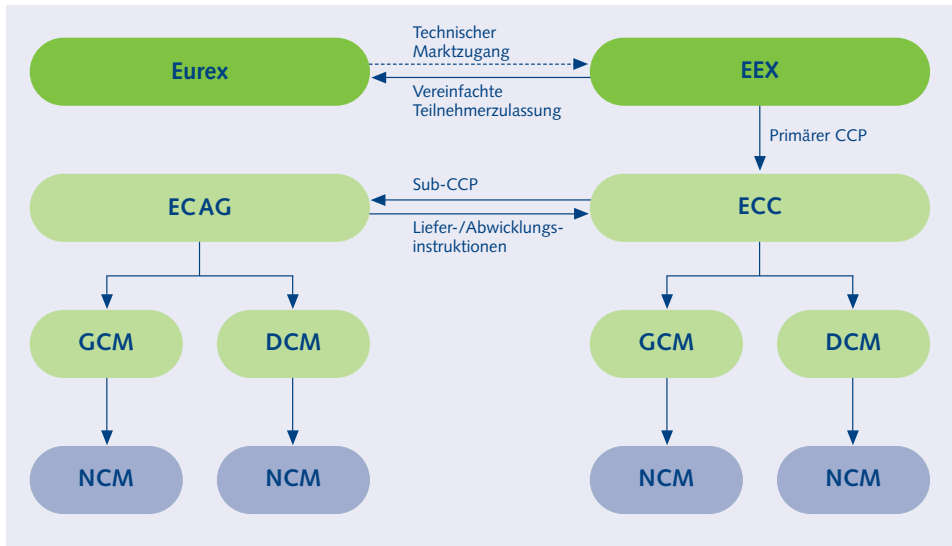 Technischer
Marktzugang
Eurex
EEX
Vereinfachte
Teilnehmerzulassung
Primärer CCP
Sub-CCP
ECAG
ECC
Liefer-/Abwicklungs-
instruktionen
GCM
DCM
GCM
DCM
NCM
NCM
NCM
NCM